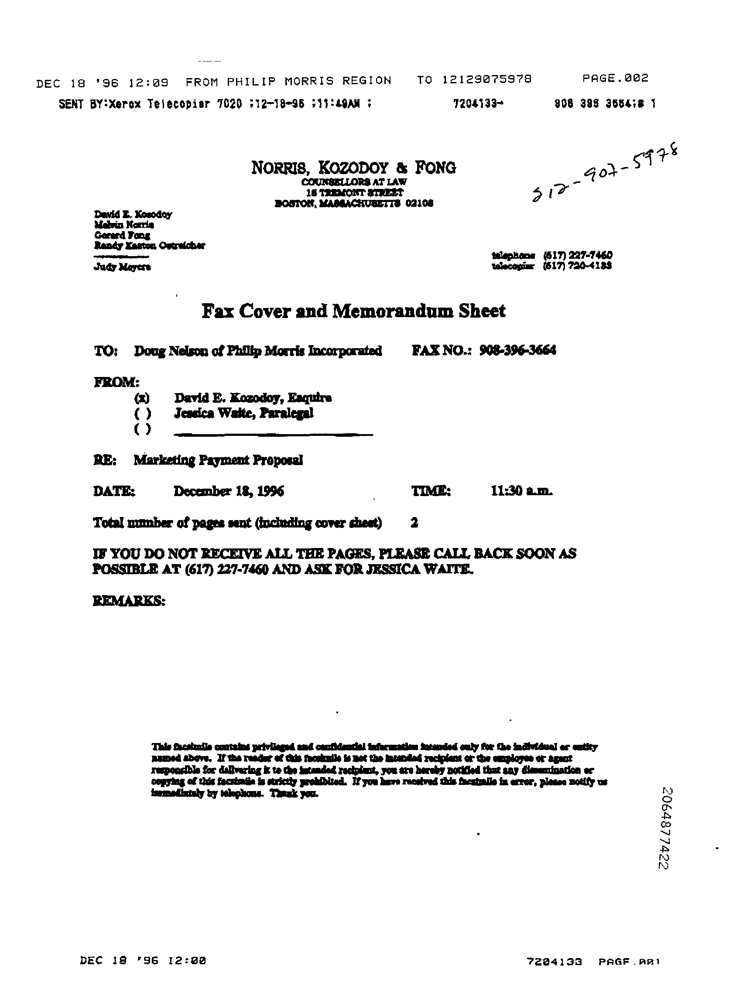 DEC 18 '96 12:09 FROM PHILIP MORRIS REGION TO 12129075978 PAGE.002
SENT BY:Xerox Telecopier 7020 ;12-18-96 ;11:49AM ; 7204133→ 908 396 3664;# 1
212-907-5978
NORRIS, KOZODOY & FONG
COUNSELLORS AT LAW
15 TREMONT STREET
BOSTON, MASSACHUSETTS 02108
David E. Kozodoy
Melvin Norris
Gerard Fong
Randy Kaston Ostreicher
Judy Meyers
telephone (617) 227-7460
telecopier (617) 720-4133
Fax Cover and Memorandum Sheet
TO: Doug Nelson of Philip Morris Incorporated FAX NO.: 908-396-3664
FROM:
(x) David E. Kozodoy, Esquire
( ) Jessica Waite, Paralegal
( )
RE: Marketing Payment Proposal
DATE: December 18, 1996 TIME: 11:30 a.m.
Total number of pages sent (including cover sheet) 2
IF YOU DO NOT RECEIVE ALL THE PAGES, PLEASE CALL BACK SOON AS
POSSIBLE AT (617) 227-7460 AND ASK FOR JESSICA WAITE.
REMARKS:
This facsimile contains privileged and confidential information intended only for the individual or entity
named above. If the reader of this facsimile is not the intended recipient or the employee or agent
responsible for delivering it to the intended recipient, you are hereby notified that any dissemination or
copying of this facsimile is strictly prohibited. If you have received this facsimile in error, please notify us
immediately by telephone. Thank you.
2064877422
DEC 18 '96 12:00 7204133 PAGE.001